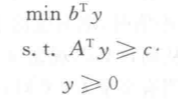 min bᵀy
s. t. Aᵀy ⩾ c·
y ⩾ 0